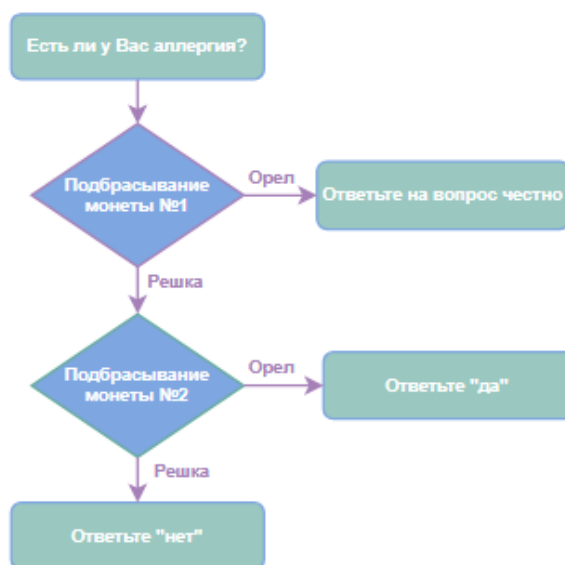 Есть ли у Вас аллергия?
Подбрасывание
монеты №1
Орел
Ответьте на вопрос честно
Решка
Подбрасывание
монеты №2
Орел
Ответьте "да"
Решка
Ответьте "нет"